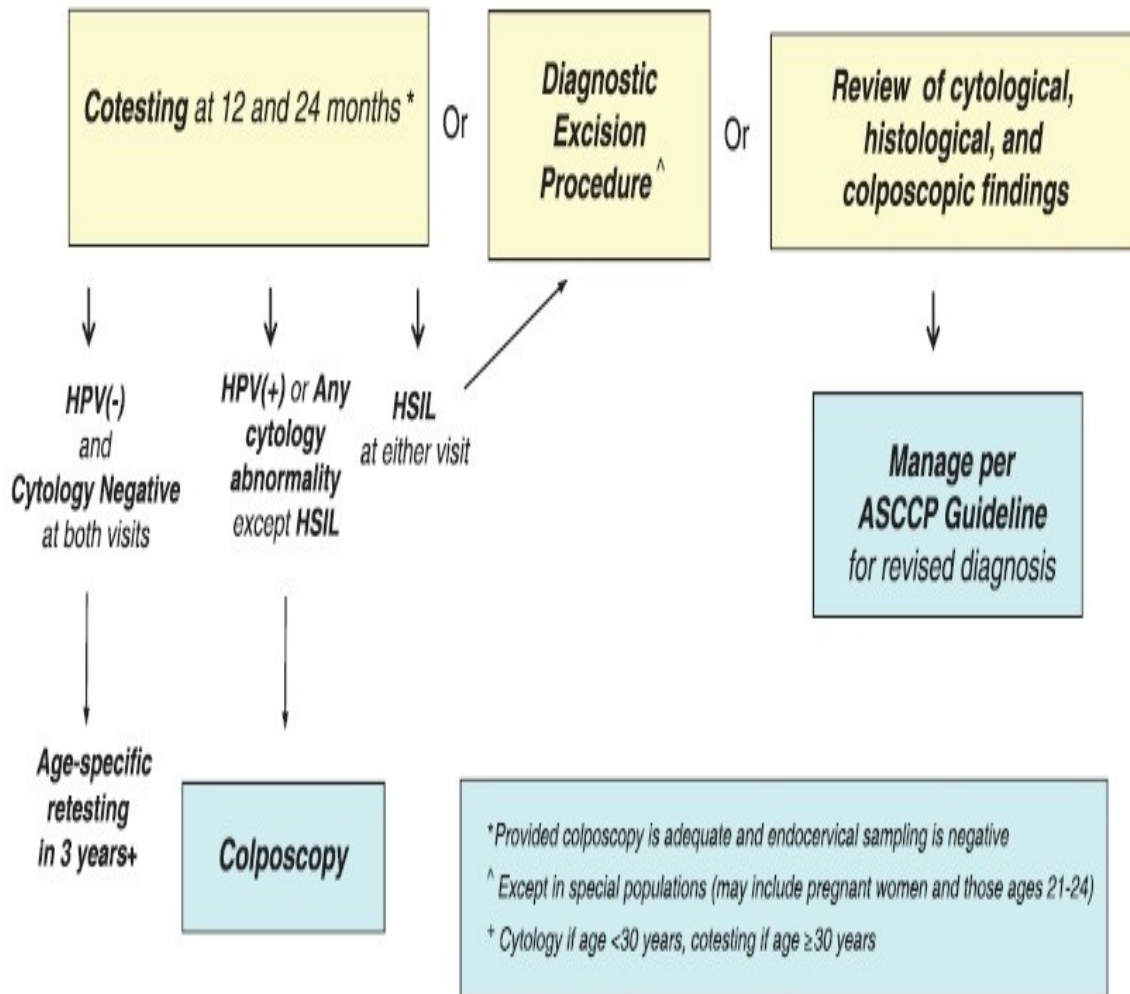 Cotesting at 12 and 24 months *
Or
Diagnostic
Excision
Procedure ^
Or
Review of cytological,
histological, and
colposcopic findings
HPV(-)
and
Cytology Negative
at both visits
HPV(+) or Any
cytology
abnormality
except HSIL
HSIL
at either visit
Manage per
ASCCP Guideline
for revised diagnosis
Age-specific
retesting
in 3 years+
Colposcopy
*Provided colposcopy is adequate and endocervical sampling is negative
^ Except in special populations (may include pregnant women and those ages 21-24)
+ Cytology if age <30 years, cotesting if age ≥30 years